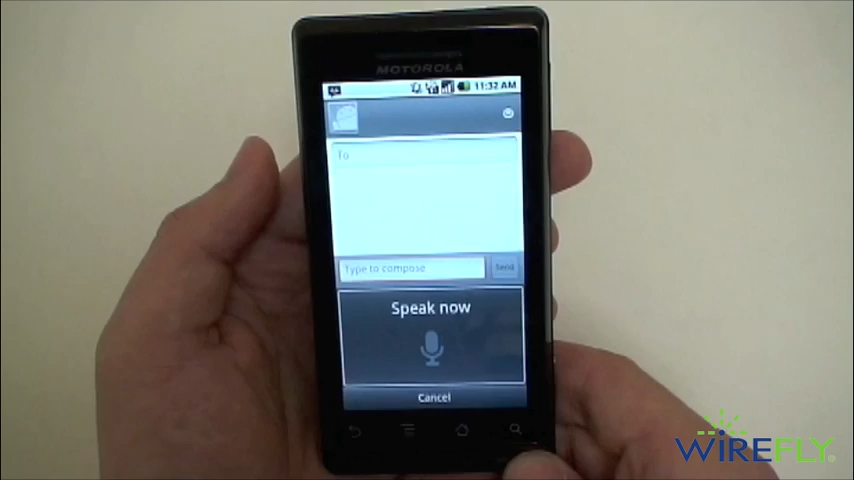 MOTOROLA
11:32 AM
To
Type to compose
Send
Speak now
Cancel
WIREFLY